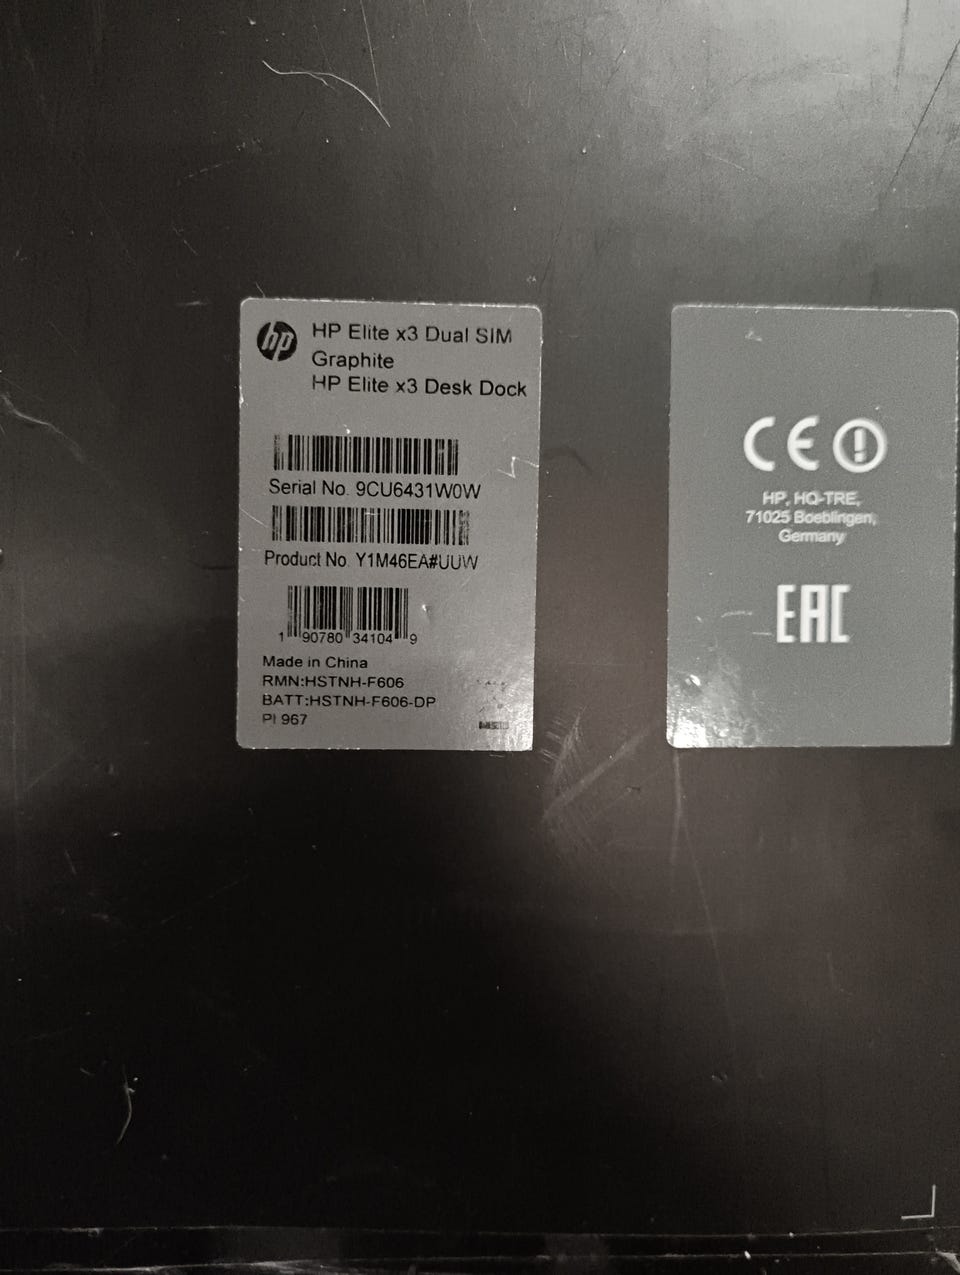 hp
HP Elite x3 Dual SIM
Graphite
HP Elite x3 Desk Dock
Serial No. 9CU6431W0W
Product No. Y1M46EA#UUW
1 90780 34104 9
Made in China
RMN:HSTNH-F606
BATT:HSTNH-F606-DP
PI 967
CE
HP, HQ-TRE,
71025 Boeblingen,
Germany
EAC